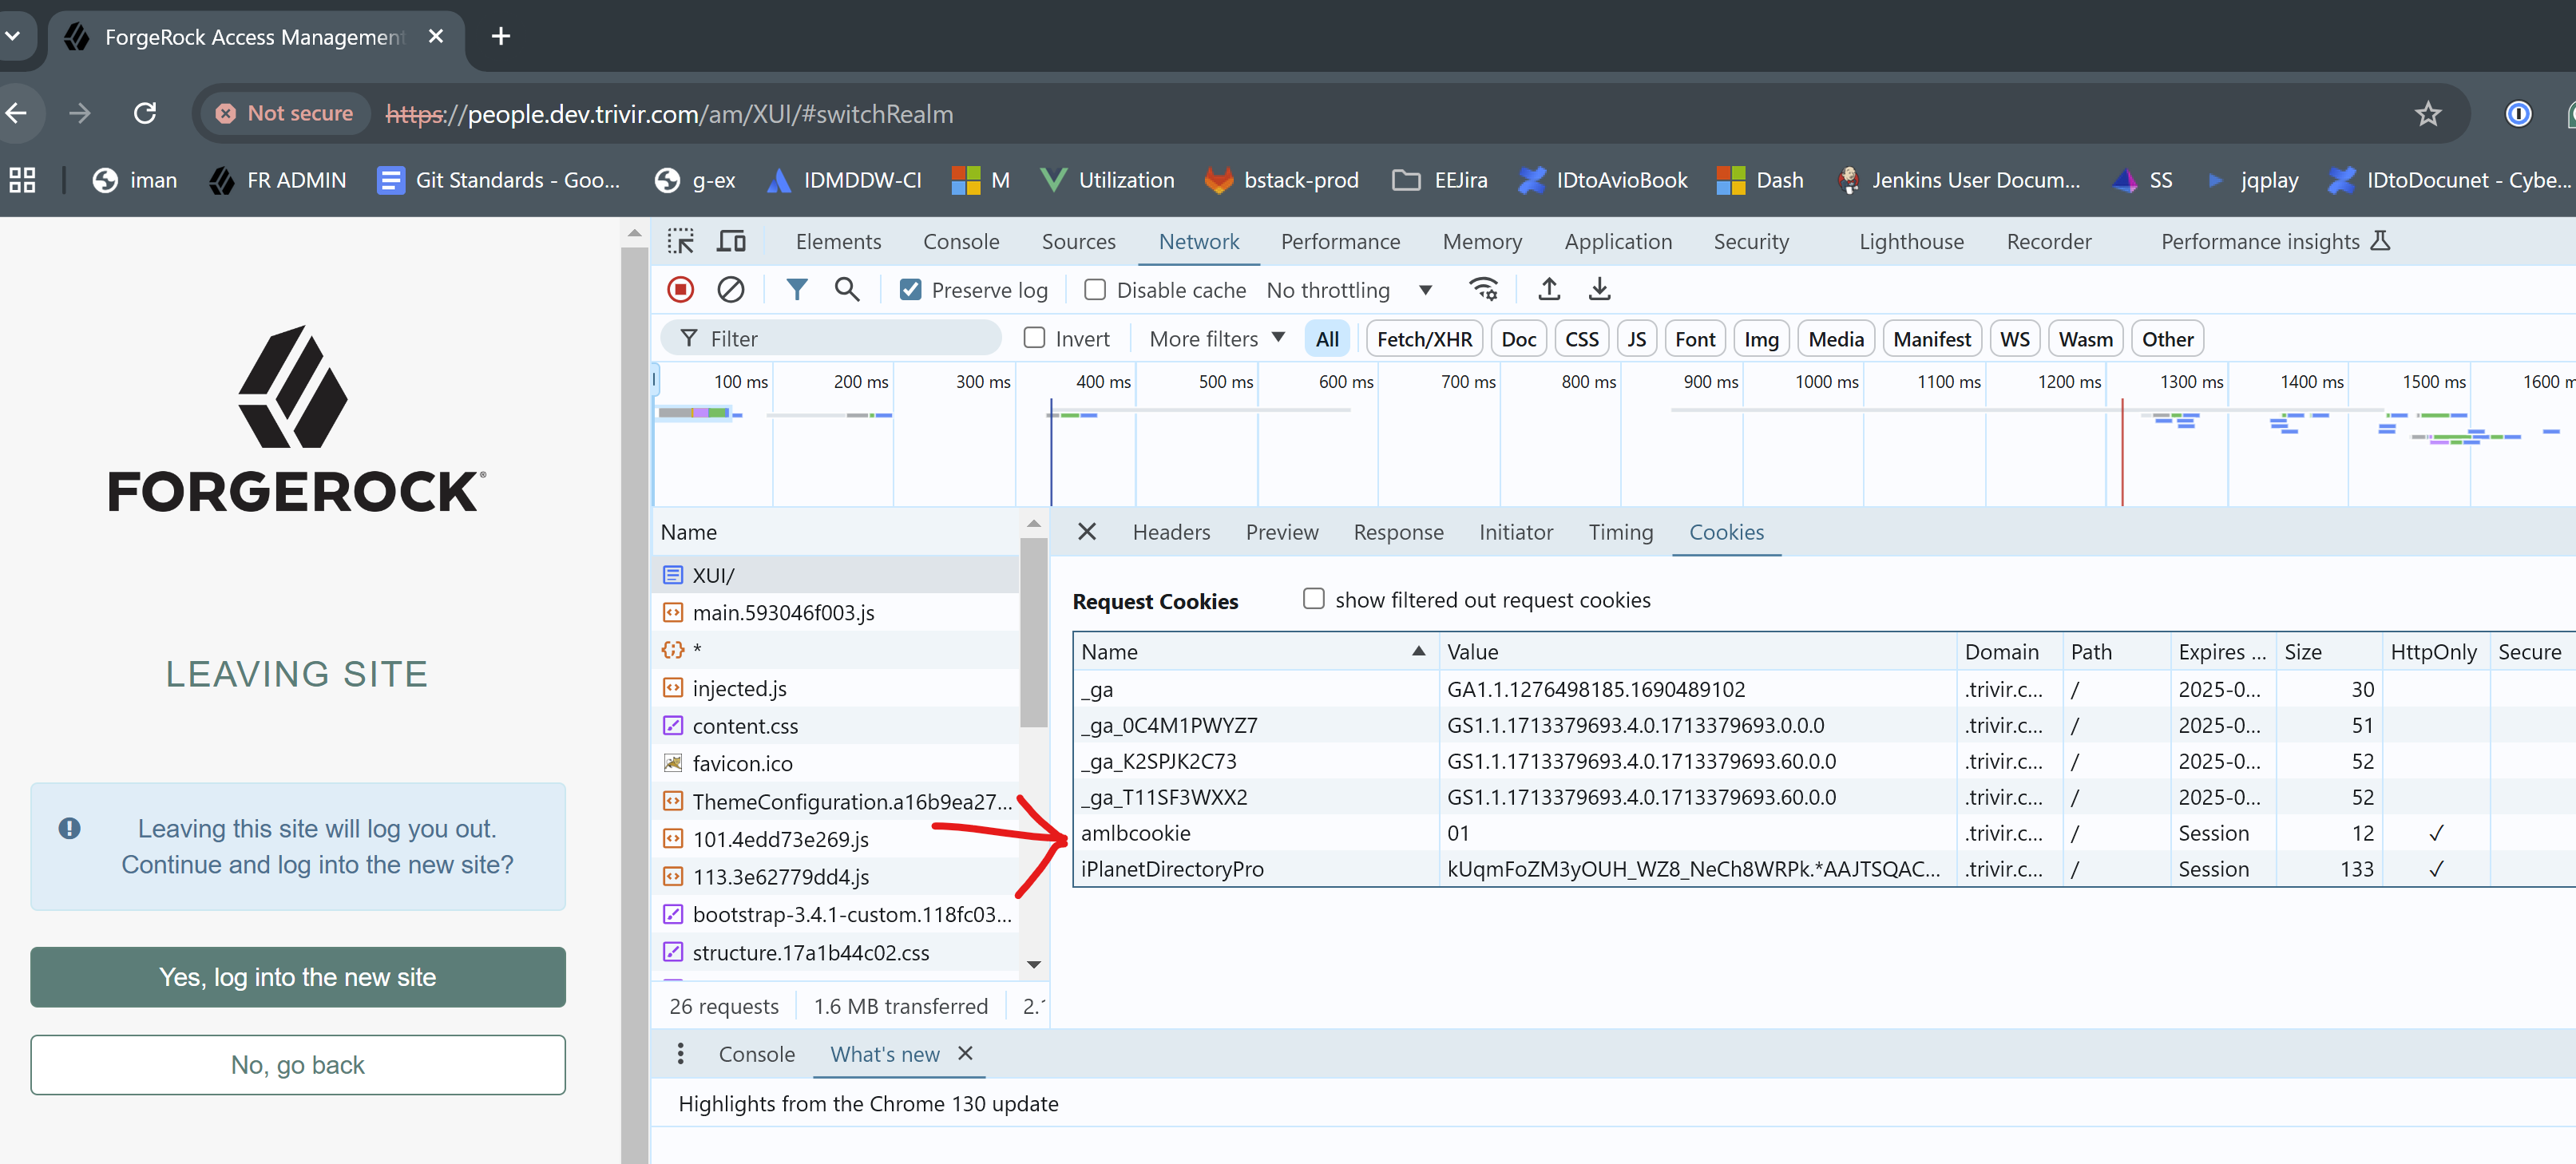 ForgeRock Access Management
Not secure https://people.dev.trivir.com/am/XUI/#switchRealm
iman FR ADMIN Git Standards - Goo... g-ex IDMDDW-CI M Utilization bstack-prod EEJira IDtoAvioBook Dash Jenkins User Docum... SS jqplay IDtoDocunet - Cybe...
Elements Console Sources Network Performance Memory Application Security Lighthouse Recorder Performance insights
Preserve log Disable cache No throttling
Filter Invert More filters All Fetch/XHR Doc CSS JS Font Img Media Manifest WS Wasm Other
100 ms 200 ms 300 ms 400 ms 500 ms 600 ms 700 ms 800 ms 900 ms 1000 ms 1100 ms 1200 ms 1300 ms 1400 ms 1500 ms 1600 m
FORGEROCK®
LEAVING SITE
Leaving this site will log you out.
Continue and log into the new site?
Yes, log into the new site
No, go back
Name
XUI/
main.593046f003.js
*
injected.js
content.css
favicon.ico
ThemeConfiguration.a16b9ea27...
101.4edd73e269.js
113.3e62779dd4.js
bootstrap-3.4.1-custom.118fc03...
structure.17a1b44c02.css
26 requests 1.6 MB transferred 2.
Headers Preview Response Initiator Timing Cookies
Request Cookies show filtered out request cookies
Name Value Domain Path Expires ... Size HttpOnly Secure
_ga GA1.1.1276498185.1690489102 .trivir.c... / 2025-0... 30
_ga_0C4M1PWYZ7 GS1.1.1713379693.4.0.1713379693.0.0.0 .trivir.c... / 2025-0... 51
_ga_K2SPJK2C73 GS1.1.1713379693.4.0.1713379693.60.0.0 .trivir.c... / 2025-0... 52
_ga_T11SF3WXX2 GS1.1.1713379693.4.0.1713379693.60.0.0 .trivir.c... / 2025-0... 52
amlbcookie 01 .trivir.c... / Session 12 ✓
iPlanetDirectoryPro kUqmFoZM3yOUH_WZ8_NeCh8WRPk.*AAJTSQAC... .trivir.c... / Session 133 ✓
Console What's new
Highlights from the Chrome 130 update